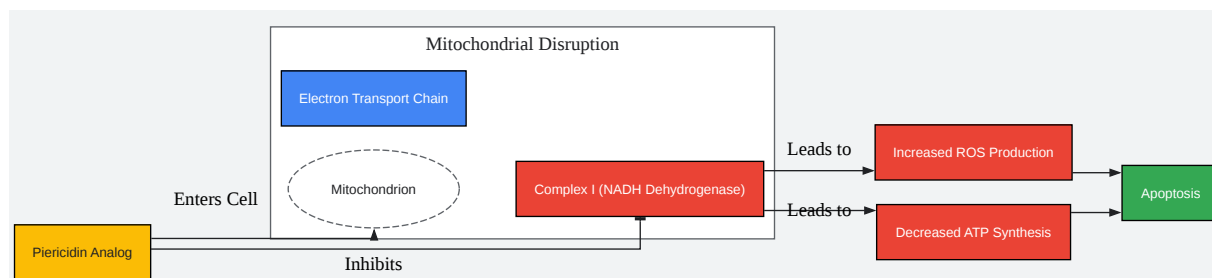 Mitochondrial Disruption
Electron Transport Chain
Leads to
Increased ROS Production
Mitochondrion
Complex I (NADH Dehydrogenase)
Enters Cell
Apoptosis
Leads to
Decreased ATP Synthesis
Piericidin Analog
Inhibits